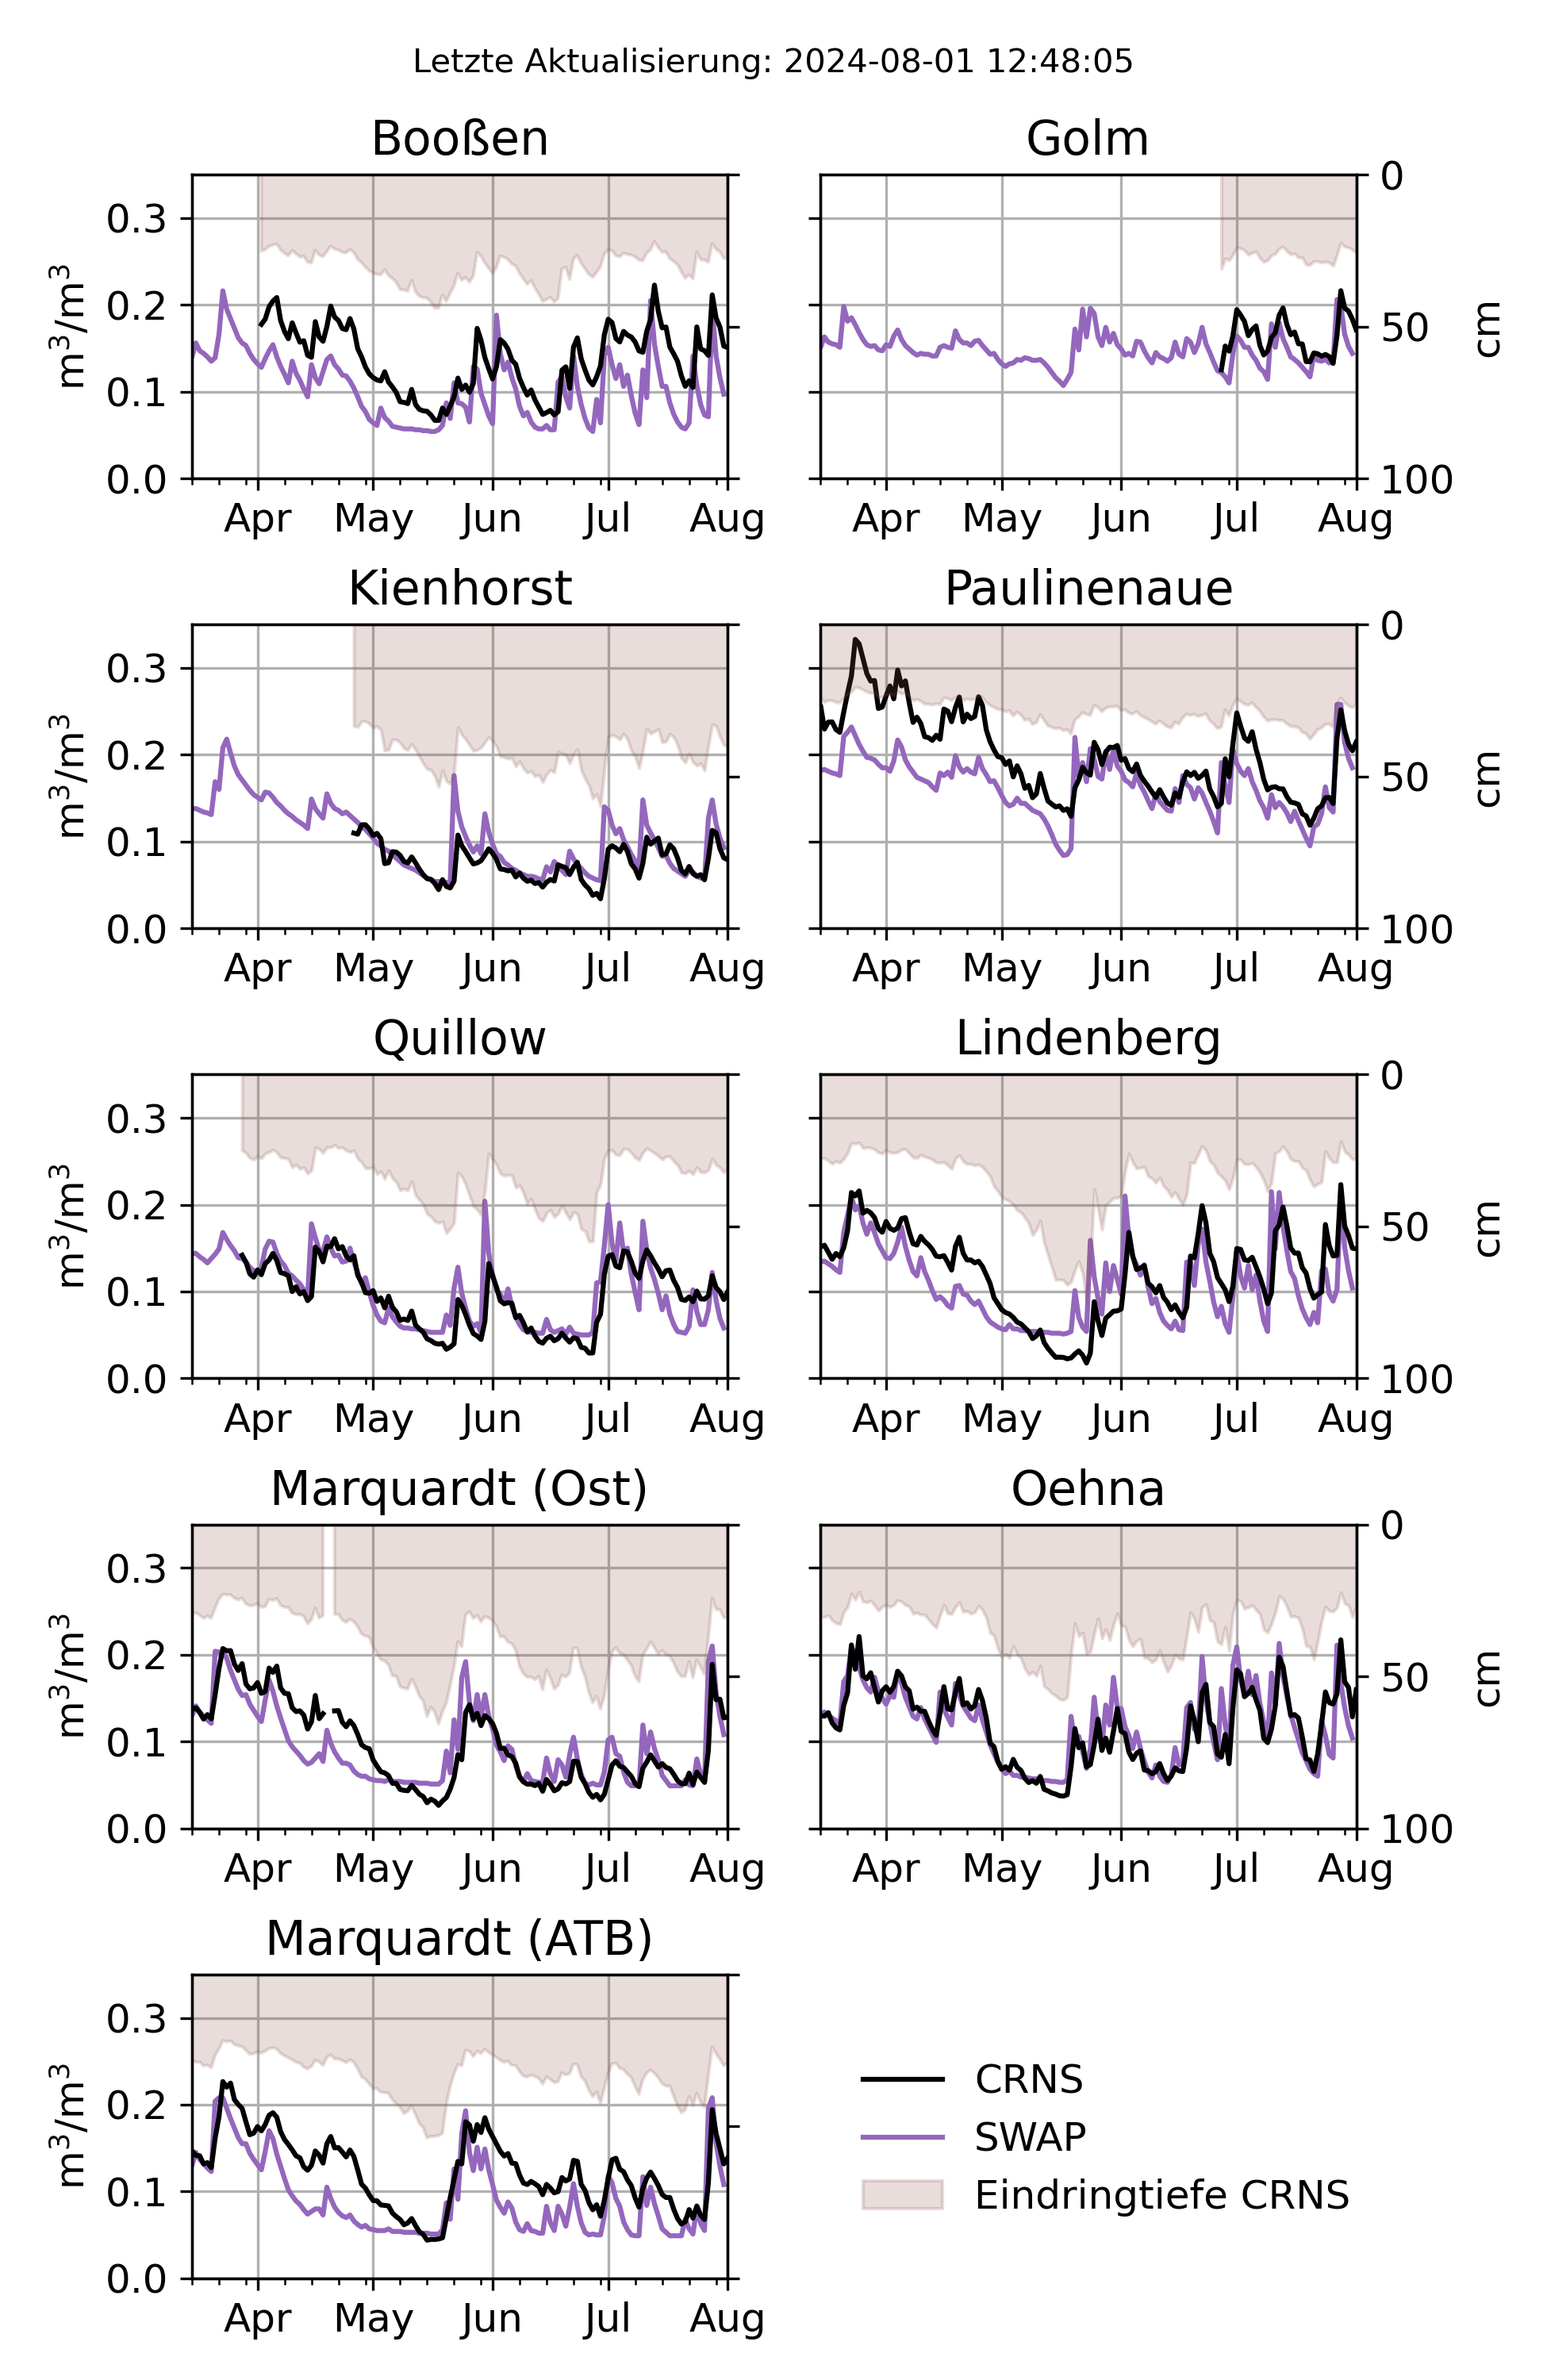 Letzte Aktualisierung: 2024-08-01 12:48:05
Booßen
Golm
m³/m³
0.3
0.2
0.1
0.0
Apr May Jun Jul Aug
Apr May Jun Jul Aug
0
50
100
cm
Kienhorst
Paulinenaue
m³/m³
0.3
0.2
0.1
0.0
Apr May Jun Jul Aug
Apr May Jun Jul Aug
0
50
100
cm
Quillow
Lindenberg
m³/m³
0.3
0.2
0.1
0.0
Apr May Jun Jul Aug
Apr May Jun Jul Aug
0
50
100
cm
Marquardt (Ost)
Oehna
m³/m³
0.3
0.2
0.1
0.0
Apr May Jun Jul Aug
Apr May Jun Jul Aug
0
50
100
cm
Marquardt (ATB)
m³/m³
0.3
0.2
0.1
0.0
Apr May Jun Jul Aug
CRNS
SWAP
Eindringtiefe CRNS